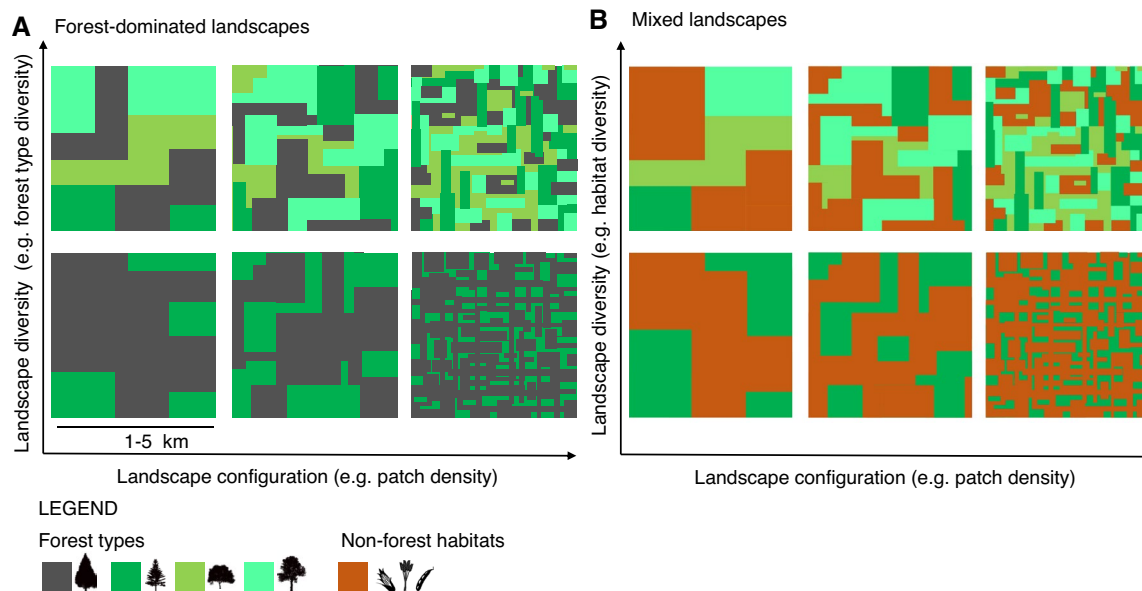 A Forest-dominated landscapes
Landscape diversity (e.g. forest type diversity)
1-5 km
Landscape configuration (e.g. patch density)
B Mixed landscapes
Landscape diversity (e.g. habitat diversity)
Landscape configuration (e.g. patch density)
LEGEND
Forest types
Non-forest habitats